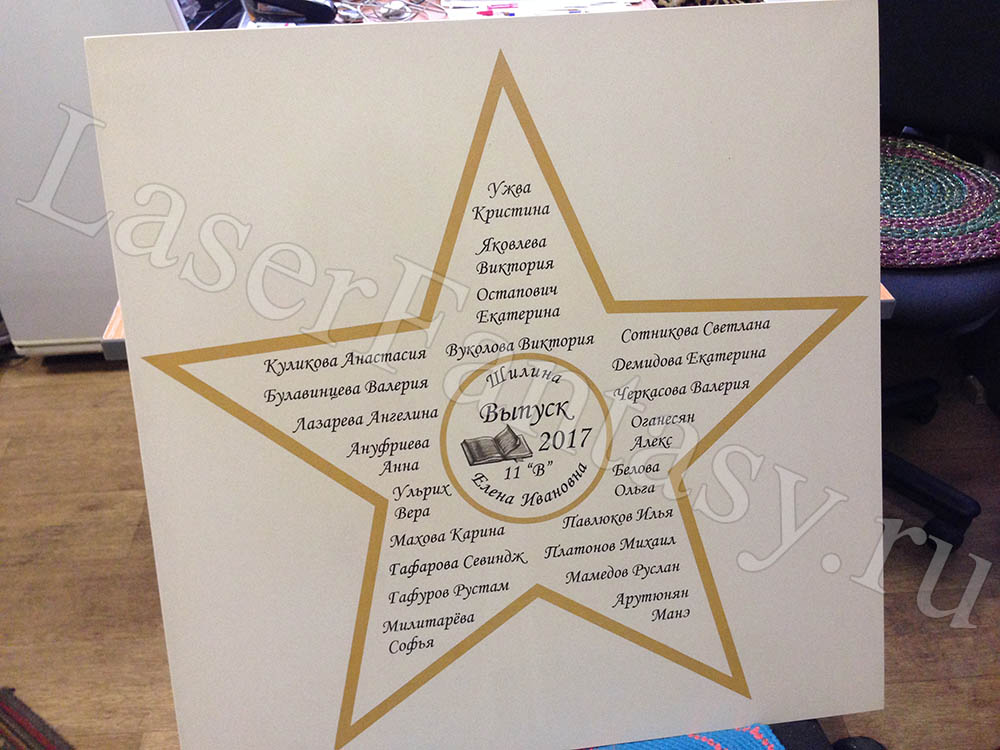 Ужва
Кристина
Яковлева
Виктория
Остапович
Екатерина
Вуколова Виктория
Куликова Анастасия
Булавинцева Валерия
Лазарева Ангелина
Ануфриева
Анна
Ульрих
Вера
Махова Карина
Гафарова Севиндж
Гафуров Рустам
Милитарёва
Софья
Шилина
Выпуск
2017
11 "В"
Елена Ивановна
Сотникова Светлана
Демидова Екатерина
Черкасова Валерия
Оганесян
Алекс
Белова
Ольга
Павлюков Илья
Платонов Михаил
Мамедов Руслан
Арутюнян
Манэ
LaserFantasy.ru